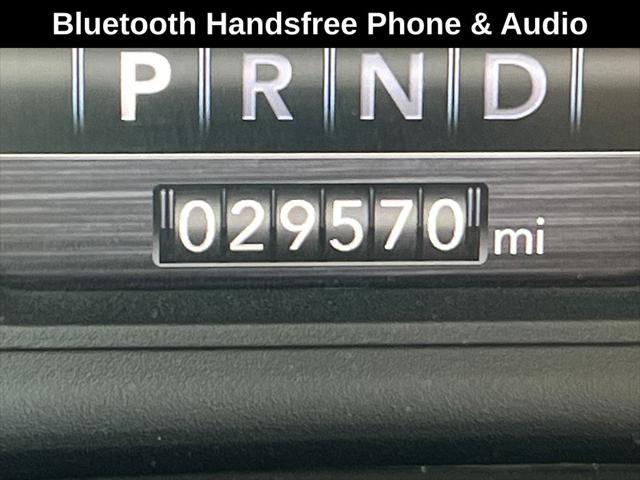 Bluetooth Handsfree Phone & Audio
P R N D
029570 mi